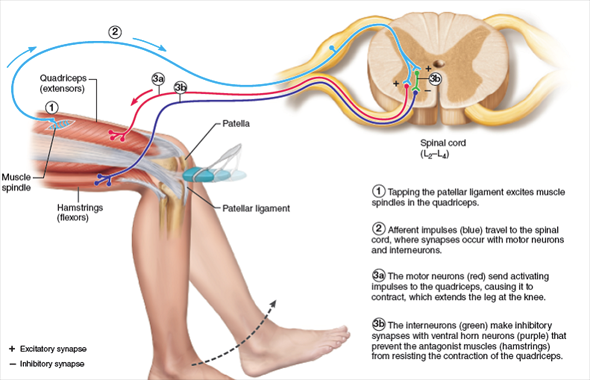 2
Quadriceps
(extensors)
3a
3b
1
Patella
Muscle
spindle
Hamstrings
(flexors)
Patellar ligament
+
+
3b
−
Spinal cord
(L2–L4)
1 Tapping the patellar ligament excites muscle
spindles in the quadriceps.
2 Afferent impulses (blue) travel to the spinal
cord, where synapses occur with motor neurons
and interneurons.
3a The motor neurons (red) send activating
impulses to the quadriceps, causing it to
contract, which extends the leg at the knee.
3b The interneurons (green) make inhibitory
synapses with ventral horn neurons (purple) that
prevent the antagonist muscles (hamstrings)
from resisting the contraction of the quadriceps.
+ Excitatory synapse
− Inhibitory synapse